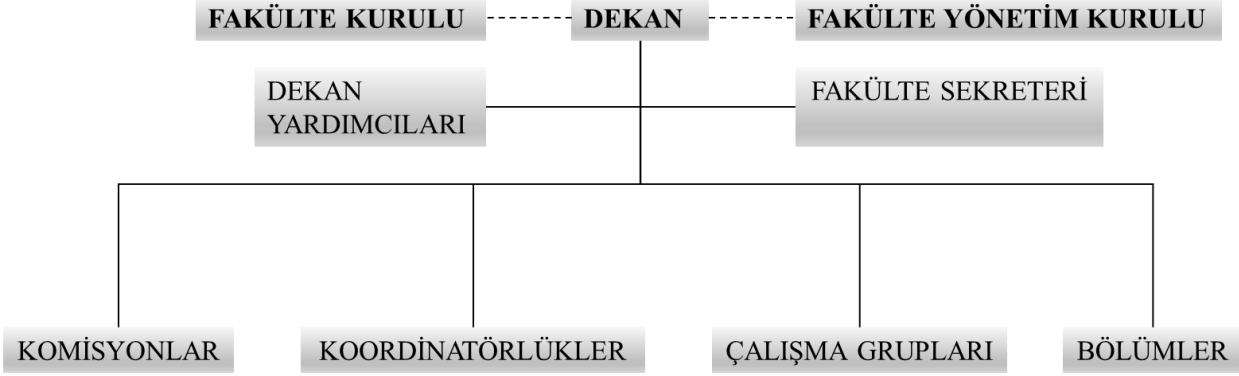 FAKÜLTE KURULU
DEKAN
FAKÜLTE YÖNETİM KURULU
DEKAN
YARDIMCILARI
FAKÜLTE SEKRETERİ
KOMİSYONLAR
KOORDİNATÖRLÜKLER
ÇALIŞMA GRUPLARI
BÖLÜMLER